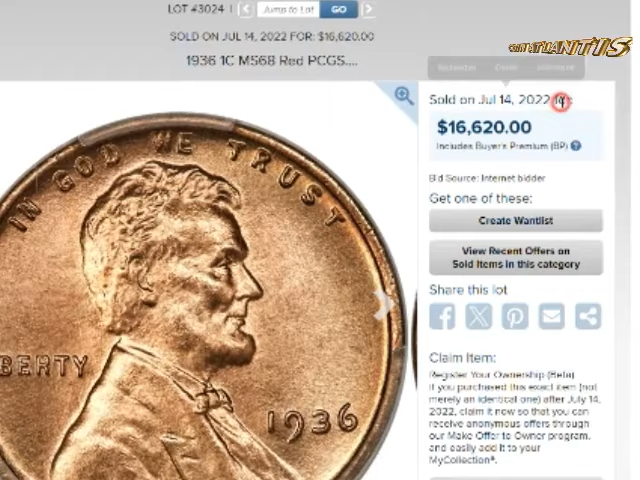 LOT #3024 |
Jump to Lot
GO
SOLD ON JUL 14, 2022 FOR: $16,620.00
1936 1C MS68 Red PCGS....
Sold on Jul 14, 2022
$16,620.00
Includes Buyer's Premium (BP) ?
Bid Source: Internet bidder
Get one of these:
Create Wantlist
View Recent Offers on
Sold Items in this category
Share this lot
Claim Item:
Register Your Ownership (Beta)
If you purchased this exact item (not
merely an identical one) after July 14,
2022, claim it now so that you can
receive anonymous offers through
our Make Offer to Owner program,
and easily add it to your
MyCollection®.
IN GOD WE TRUST
LIBERTY
1936